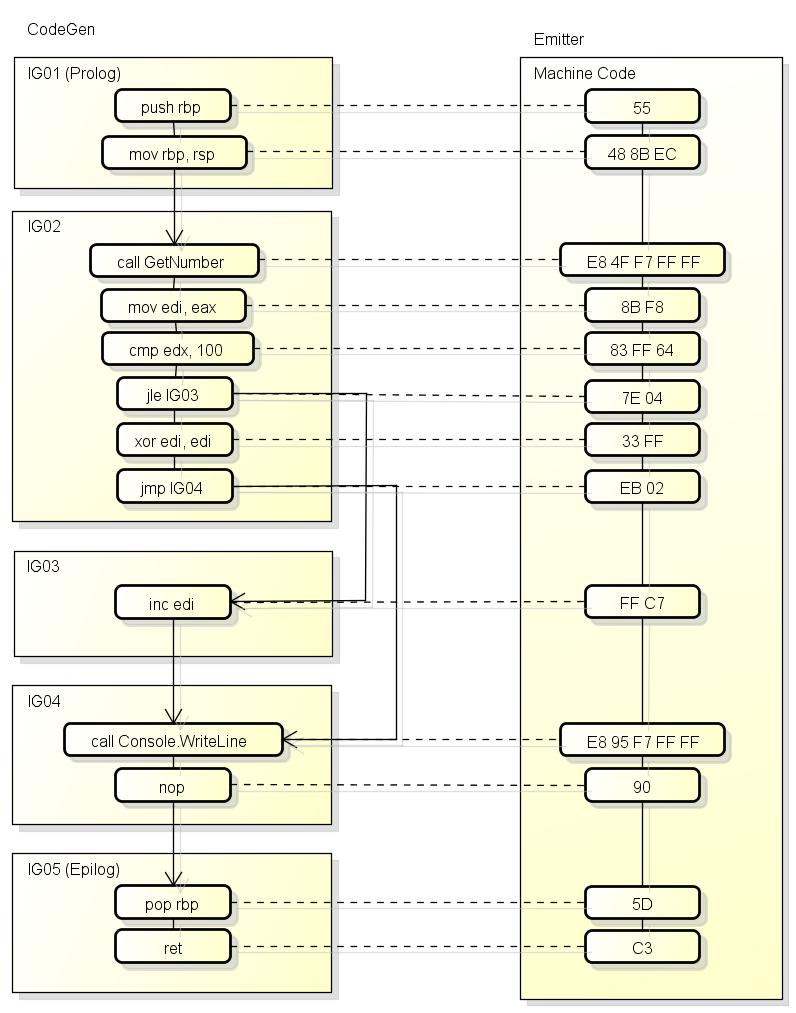 CodeGen
Emitter
IG01 (Prolog)
Machine Code
push rbp
55
mov rbp, rsp
48 8B EC
IG02
call GetNumber
E8 4F F7 FF FF
mov edi, eax
8B F8
cmp edx, 100
83 FF 64
jle IG03
7E 04
xor edi, edi
33 FF
jmp IG04
EB 02
IG03
inc edi
FF C7
IG04
call Console.WriteLine
E8 95 F7 FF FF
nop
90
IG05 (Epilog)
pop rbp
5D
ret
C3